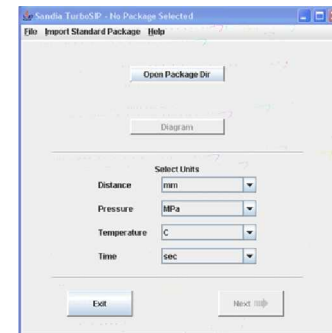 Sandia TurboSIP - No Package Selected
File Import Standard Package Help
Open Package Dir
Diagram
Select Units
Distance mm
Pressure MPa
Temperature C
Time sec
Exit Next